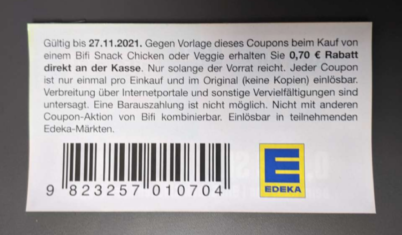 Gültig bis 27.11.2021. Gegen Vorlage dieses Coupons beim Kauf von
einem Bifi Snack Chicken oder Veggie erhalten Sie 0,70 € Rabatt
direkt an der Kasse. Nur solange der Vorrat reicht. Jeder Coupon
ist nur einmal pro Einkauf und im Original (keine Kopien) einlösbar.
Verbreitung über Internetportale und sonstige Vervielfältigungen sind
untersagt. Eine Barauszahlung ist nicht möglich. Nicht mit anderen
Coupon-Aktion von Bifi kombinierbar. Einlösbar in teilnehmenden
Edeka-Märkten.
E
EDEKA
9 823257 010704